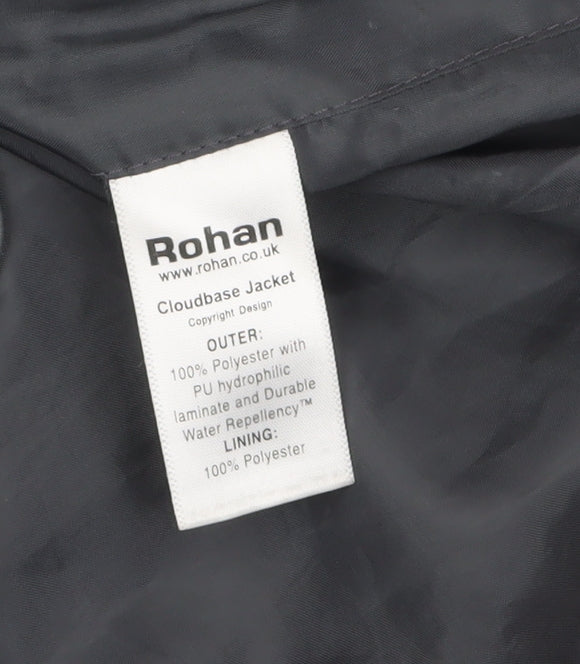 Rohan
www.rohan.co.uk
Cloudbase Jacket
Copyright Design
OUTER:
100% Polyester with
PU hydrophilic
laminate and Durable
Water Repellency™
LINING:
100% Polyester